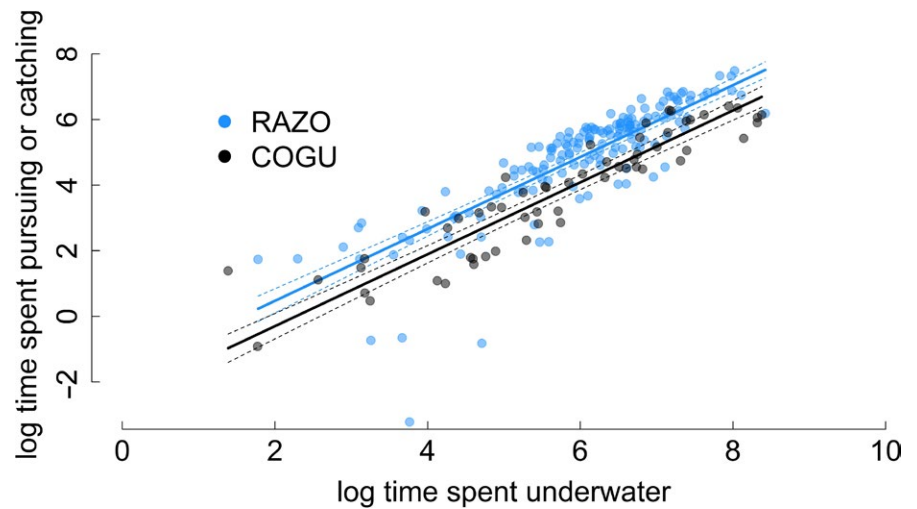 log time spent pursuing or catching
8
6
4
2
0
−2
RAZO
COGU
0 2 4 6 8 10
log time spent underwater